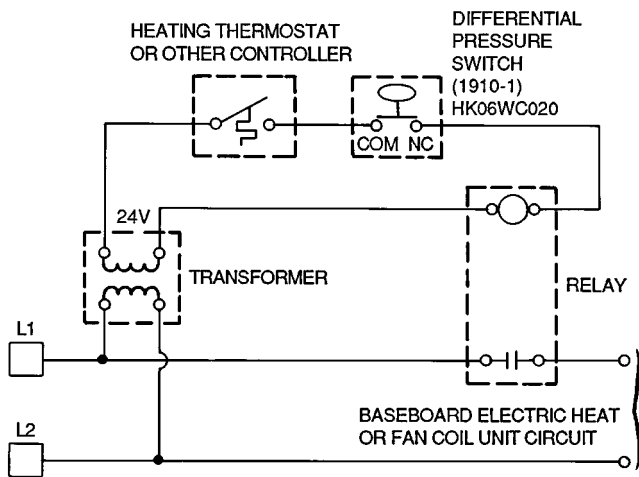 HEATING THERMOSTAT
OR OTHER CONTROLLER
DIFFERENTIAL
PRESSURE
SWITCH
(1910-1)
HK06WC020
COM NC
24V
TRANSFORMER
RELAY
L1
BASEBOARD ELECTRIC HEAT
OR FAN COIL UNIT CIRCUIT
L2